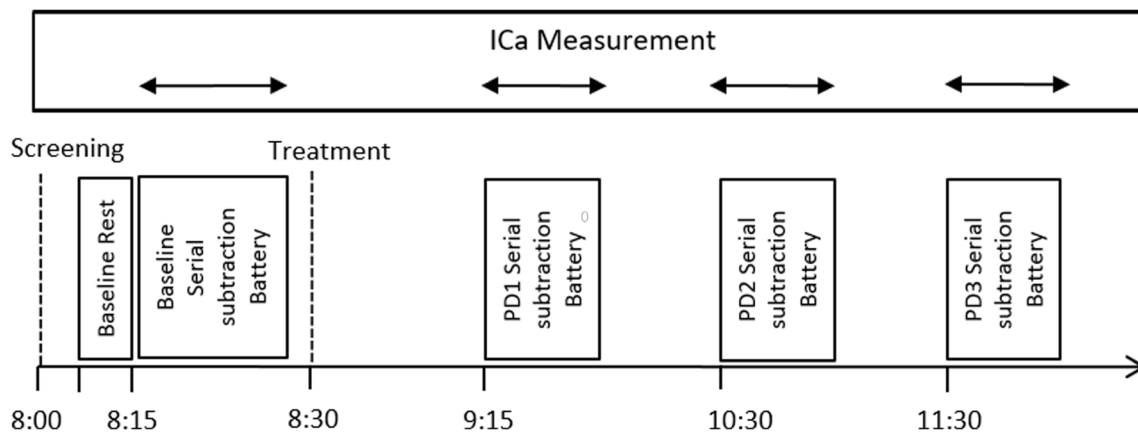 ICa Measurement
Screening
Treatment
Baseline Rest
Baseline
Serial
subtraction
Battery
PD1 Serial
subtraction
Battery
0
PD2 Serial
subtraction
Battery
PD3 Serial
subtraction
Battery
8:00
8:15
8:30
9:15
10:30
11:30